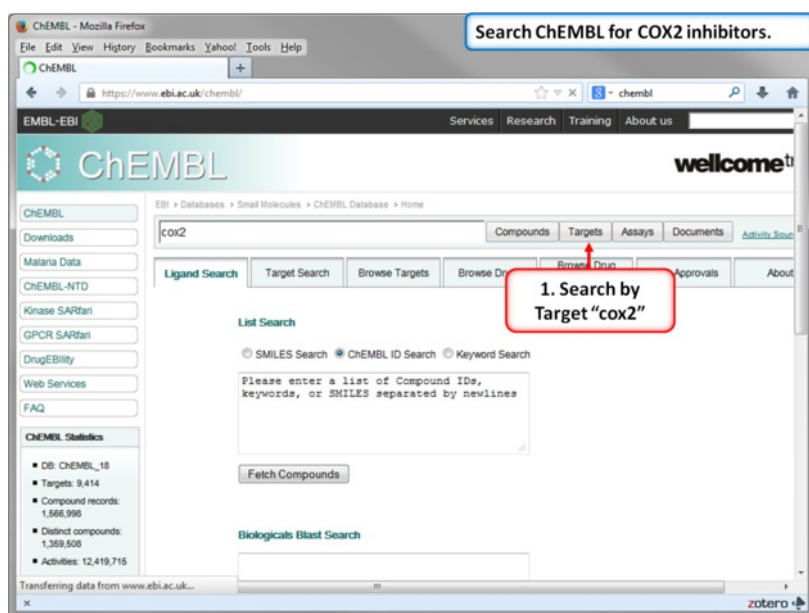 ChEMBL - Mozilla Firefox
Search ChEMBL for COX2 inhibitors.
File Edit View History Bookmarks Yahoo! Tools Help
ChEMBL +
https://www.ebi.ac.uk/chembl/
chembl
EMBL-EBI
Services Research Training About us
ChEMBL
wellcome
EBI > Databases > Small Molecules > ChEMBL Database > Home
cox2
Compounds Targets Assays Documents Activity Sour
Ligand Search Target Search Browse Targets Browse Browse Drug Approvals About
1. Search by
Target “cox2”
ChEMBL
Downloads
Malaria Data
ChEMBL-NTD
Kinase SARfari
GPCR SARfari
DrugEBIlity
Web Services
FAQ
ChEMBL Statistics
DB: ChEMBL_18
Targets: 9,414
Compound records:
1,566,998
Distinct compounds:
1,359,508
Activities: 12,419,715
List Search
SMILES Search ChEMBL ID Search Keyword Search
Please enter a list of Compound IDs,
keywords, or SMILES separated by newlines
Fetch Compounds
Biologicals Blast Search
Transferring data from www.ebi.ac.uk...
zotero